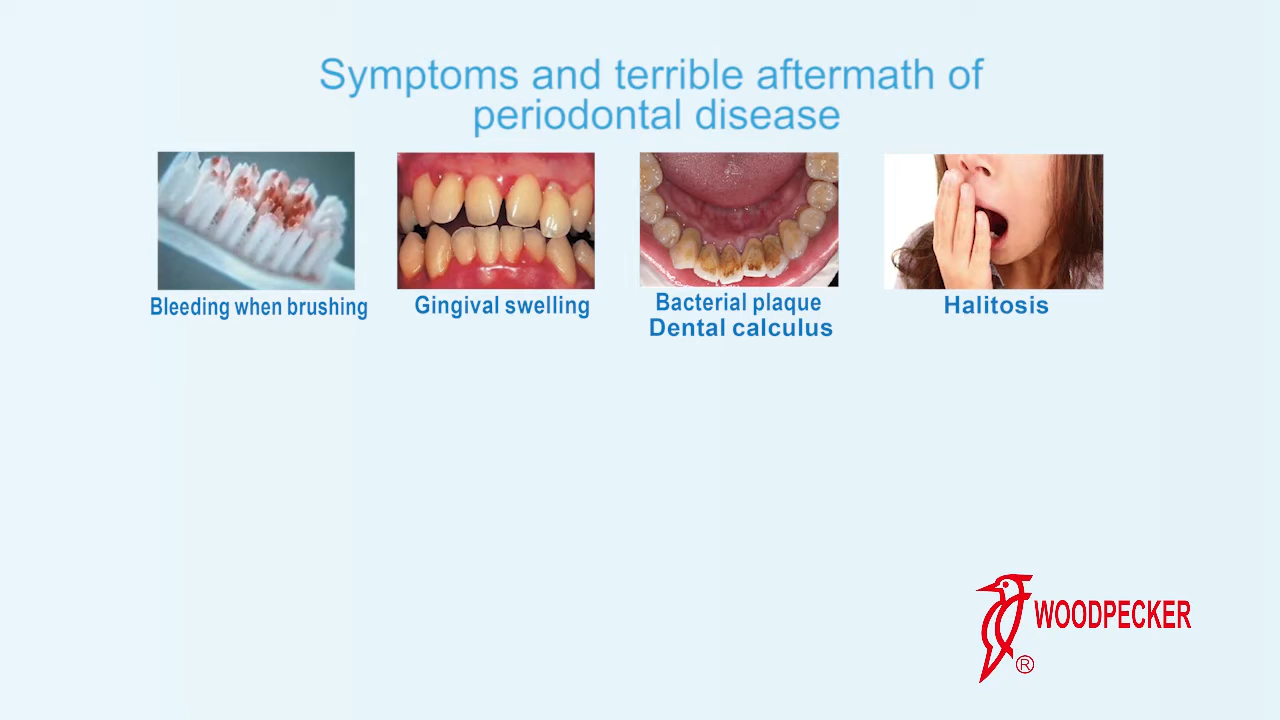 Symptoms and terrible aftermath of
periodontal disease
Bleeding when brushing
Gingival swelling
Bacterial plaque
Dental calculus
Halitosis
WOODPECKER
®